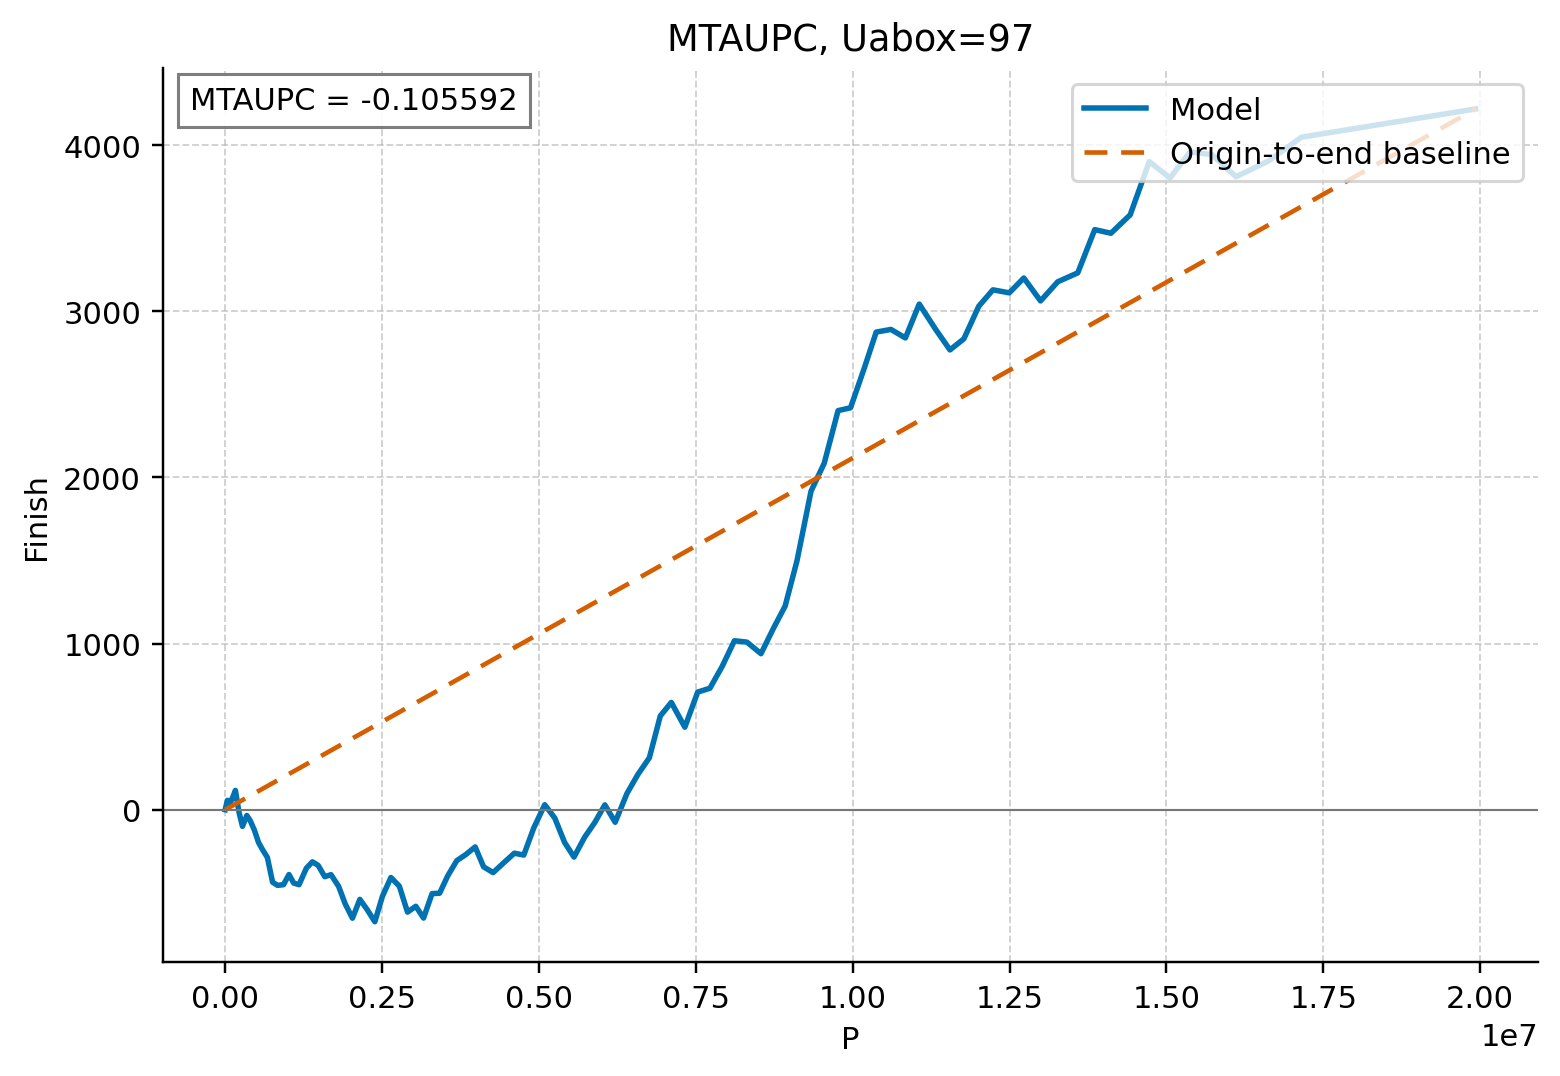 MTAUPC, Uabox=97
MTAUPC = -0.105592
Model
Origin-to-end baseline
4000
3000
2000
1000
0
Finish
0.00 0.25 0.50 0.75 1.00 1.25 1.50 1.75 2.00
1e7
P